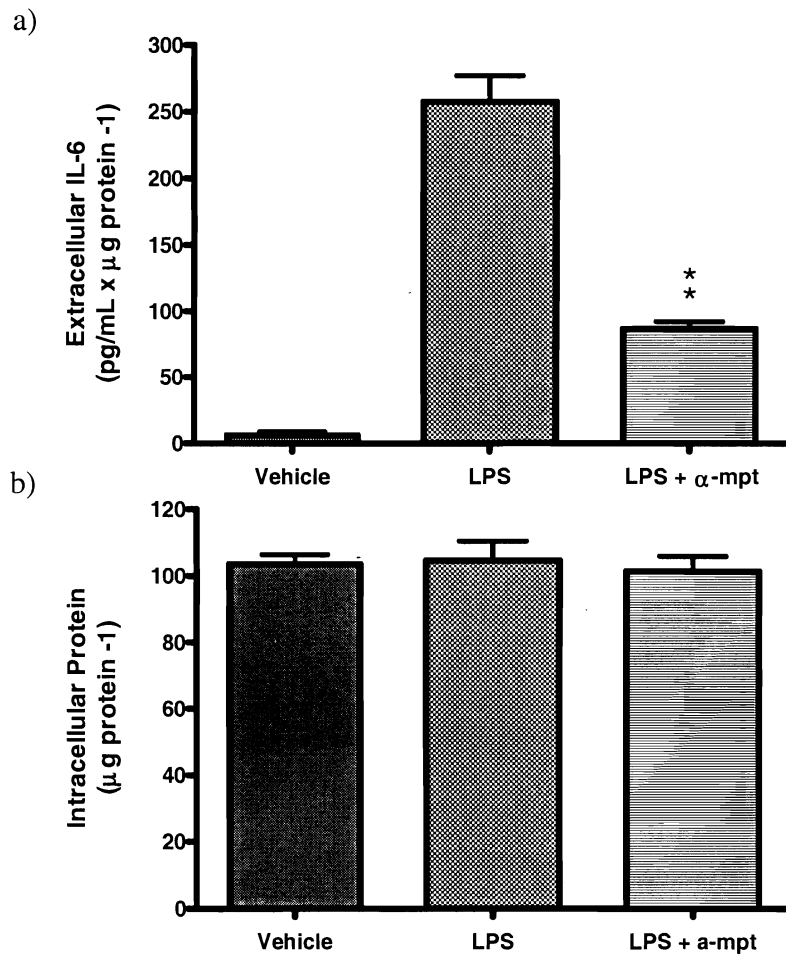 a)
Extracellular IL-6
(pg/mL x µg protein -1)
300
250
200
150
100
50
0
*
*
Vehicle
LPS
LPS + α-mpt
b)
Intracellular Protein
(µg protein -1)
120
100
80
60
40
20
0
Vehicle
LPS
LPS + a-mpt